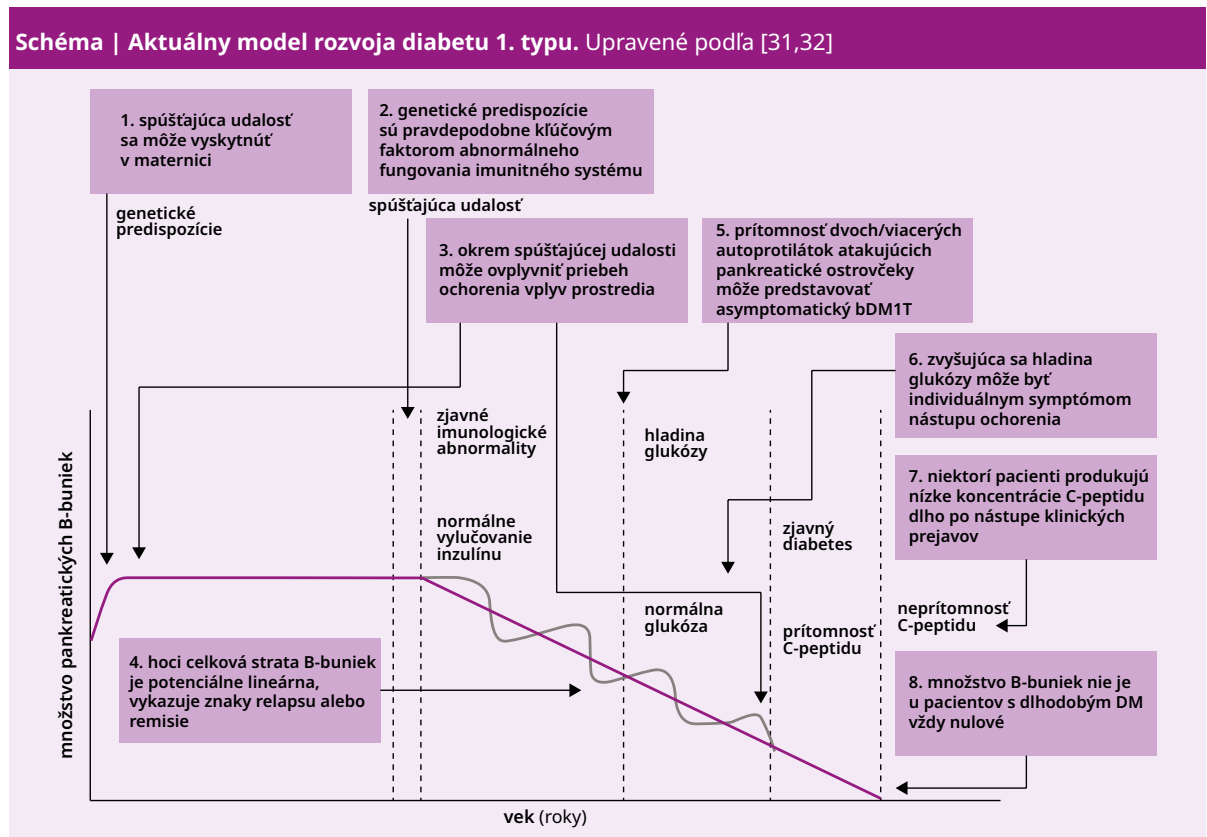 Schéma | Aktuálny model rozvoja diabetu 1. typu. Upravené podľa [31,32]
1. spúšťajúca udalosť
sa môže vyskytnúť
v maternici
2. genetické predispozície
sú pravdepodobne kľúčovým
faktorom abnormálneho
fungovania imunitného systému
genetické
predispozície
spúšťajúca udalosť
3. okrem spúšťajúcej udalosti
môže ovplyvniť priebeh
ochorenia vplyv prostredia
5. prítomnosť dvoch/viacerých
autoprotilátok atakujúcich
pankreatické ostrovčeky
môže predstavovať
asymptomatický bDM1T
6. zvyšujúca sa hladina
glukózy môže byť
individuálnym symptómom
nástupu ochorenia
zjavné
imunologické
abnormality
hladina
glukózy
7. niektorí pacienti produkujú
nízke koncentrácie C-peptidu
dlho po nástupe klinických
prejavov
normálne
vylučovanie
inzulínu
zjavný
diabetes
normálna
glukóza
prítomnosť
C-peptidu
neprítomnosť
C-peptidu
4. hoci celková strata B-buniek
je potenciálne lineárna,
vykazuje znaky relapsu alebo
remisie
8. množstvo B-buniek nie je
u pacientov s dlhodobým DM
vždy nulové
množstvo pankreatických B-buniek
vek (roky)